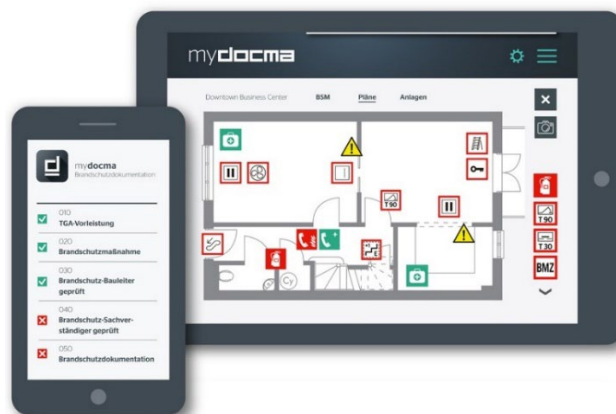 mydocma
Downtown Business Center BSM Pläne Anlagen
T90
T90
T30
BMZ
mydocma
Brandschutzdokumentation
010
TGA-Vorleistung
020
Brandschutzmaßnahme
030
Brandschutz-Bauleiter
geprüft
040
Brandschutz-Sachver-
ständiger geprüft
050
Brandschutzdokumentation